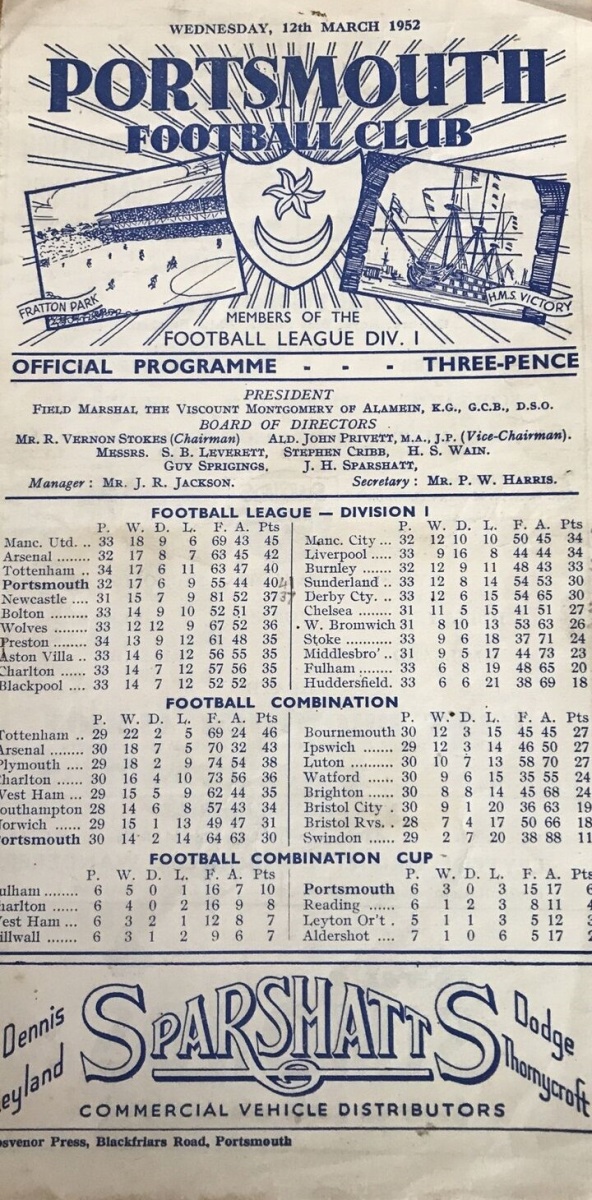 WEDNESDAY, 12th MARCH 1952
PORTSMOUTH
FOOTBALL CLUB
FRATTON PARK
H.M.S. VICTORY
MEMBERS OF THE
FOOTBALL LEAGUE DIV. I
OFFICIAL PROGRAMME - - - THREE-PENCE
PRESIDENT
FIELD MARSHAL THE VISCOUNT MONTGOMERY OF ALAMEIN, K.G., G.C.B., D.S.O.
BOARD OF DIRECTORS
MR. R. VERNON STOKES (Chairman) ALD. JOHN PRIVETT, M.A., J.P. (Vice-Chairman).
MESSRS. S. B. LEVERETT, STEPHEN CRIBB, H. S. WAIN.
GUY SPRIGINGS, J. H. SPARSHATT,
Manager : MR. J. R. JACKSON. Secretary : MR. P. W. HARRIS.
FOOTBALL LEAGUE — DIVISION I
P. W. D. L. F. A. Pts
Manc. Utd. .. 33 18 9 6 69 43 45
Arsenal ....... 32 17 8 7 63 45 42
Tottenham .. 34 17 6 11 63 47 40
Portsmouth 32 17 6 9 55 44 40
Newcastle .... 31 15 7 9 81 52 37
Bolton ......... 33 14 9 10 52 51 37
Wolves ....... 33 12 12 9 67 52 36
Preston ....... 34 13 9 12 61 48 35
Aston Villa .. 33 14 6 12 56 55 35
Charlton ..... 33 14 7 12 57 56 35
Blackpool .... 33 14 7 12 52 52 35
P. W. D. L. F. A. Pts
Manc. City ... 32 12 10 10 50 45 34
Liverpool ..... 33 9 16 8 44 44 34
Burnley ...... 32 12 9 11 48 43 33
Sunderland .. 33 12 8 14 54 53 30
Derby Cty. .. 33 12 6 15 54 65 30
Chelsea ....... 31 11 5 15 41 51 27
W. Bromwich 31 8 10 13 53 63 26
Stoke .......... 33 9 6 18 37 71 24
Middlesbro' .. 31 9 5 17 44 73 23
Fulham ....... 33 6 8 19 48 65 20
Huddersfield. 33 6 6 21 38 69 18
FOOTBALL COMBINATION
P. W. D. L. F. A. Pts
Tottenham .. 29 22 2 5 69 24 46
Arsenal ....... 30 18 7 5 70 32 43
Plymouth .... 29 18 2 9 74 54 38
Charlton ..... 30 16 4 10 73 56 36
West Ham ... 29 15 5 9 62 44 35
outhampton 28 14 6 8 57 43 34
Norwich ...... 29 15 1 13 49 47 31
ortsmouth 30 14 2 14 64 63 30
P. W. D. L. F. A. Pts
Bournemouth 30 12 3 15 45 45 27
Ipswich ....... 29 12 3 14 46 50 27
Luton ......... 30 10 7 13 58 70 27
Watford ...... 30 9 6 15 35 55 24
Brighton ..... 30 8 8 14 45 68 24
Bristol City . 30 9 1 20 36 63 19
Bristol Rvs. . 28 7 4 17 50 66 18
Swindon ...... 29 2 7 20 38 88 11
FOOTBALL COMBINATION CUP
P. W. D. L. F. A. Pts
ulham ........ 6 5 0 1 16 7 10
harlton ....... 6 4 0 2 16 9 8
West Ham ... 6 3 2 1 12 8 7
illwall ....... 6 3 1 2 9 6 7
P. W. D. L. F. A. Pts
Portsmouth 6 3 0 3 15 17 6
Reading ...... 6 1 2 3 8 11 4
Leyton Or't . 5 1 1 3 5 12 3
Aldershot .... 7 1 0 6 5 17 2
Dennis
eyland
SPARSHATTS
Dodge
Thornycroft
COMMERCIAL VEHICLE DISTRIBUTORS
osvenor Press, Blackfriars Road, Portsmouth